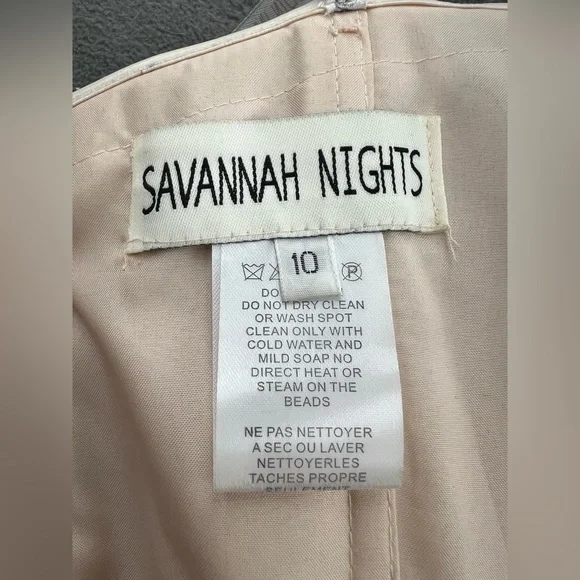 SAVANNAH NIGHTS
10
DO
DO NOT DRY CLEAN
OR WASH SPOT
CLEAN ONLY WITH
COLD WATER AND
MILD SOAP NO
DIRECT HEAT OR
STEAM ON THE
BEADS
NE PAS NETTOYER
A SEC OU LAVER
NETTOYERLES
TACHES PROPRE
SEULEMENT